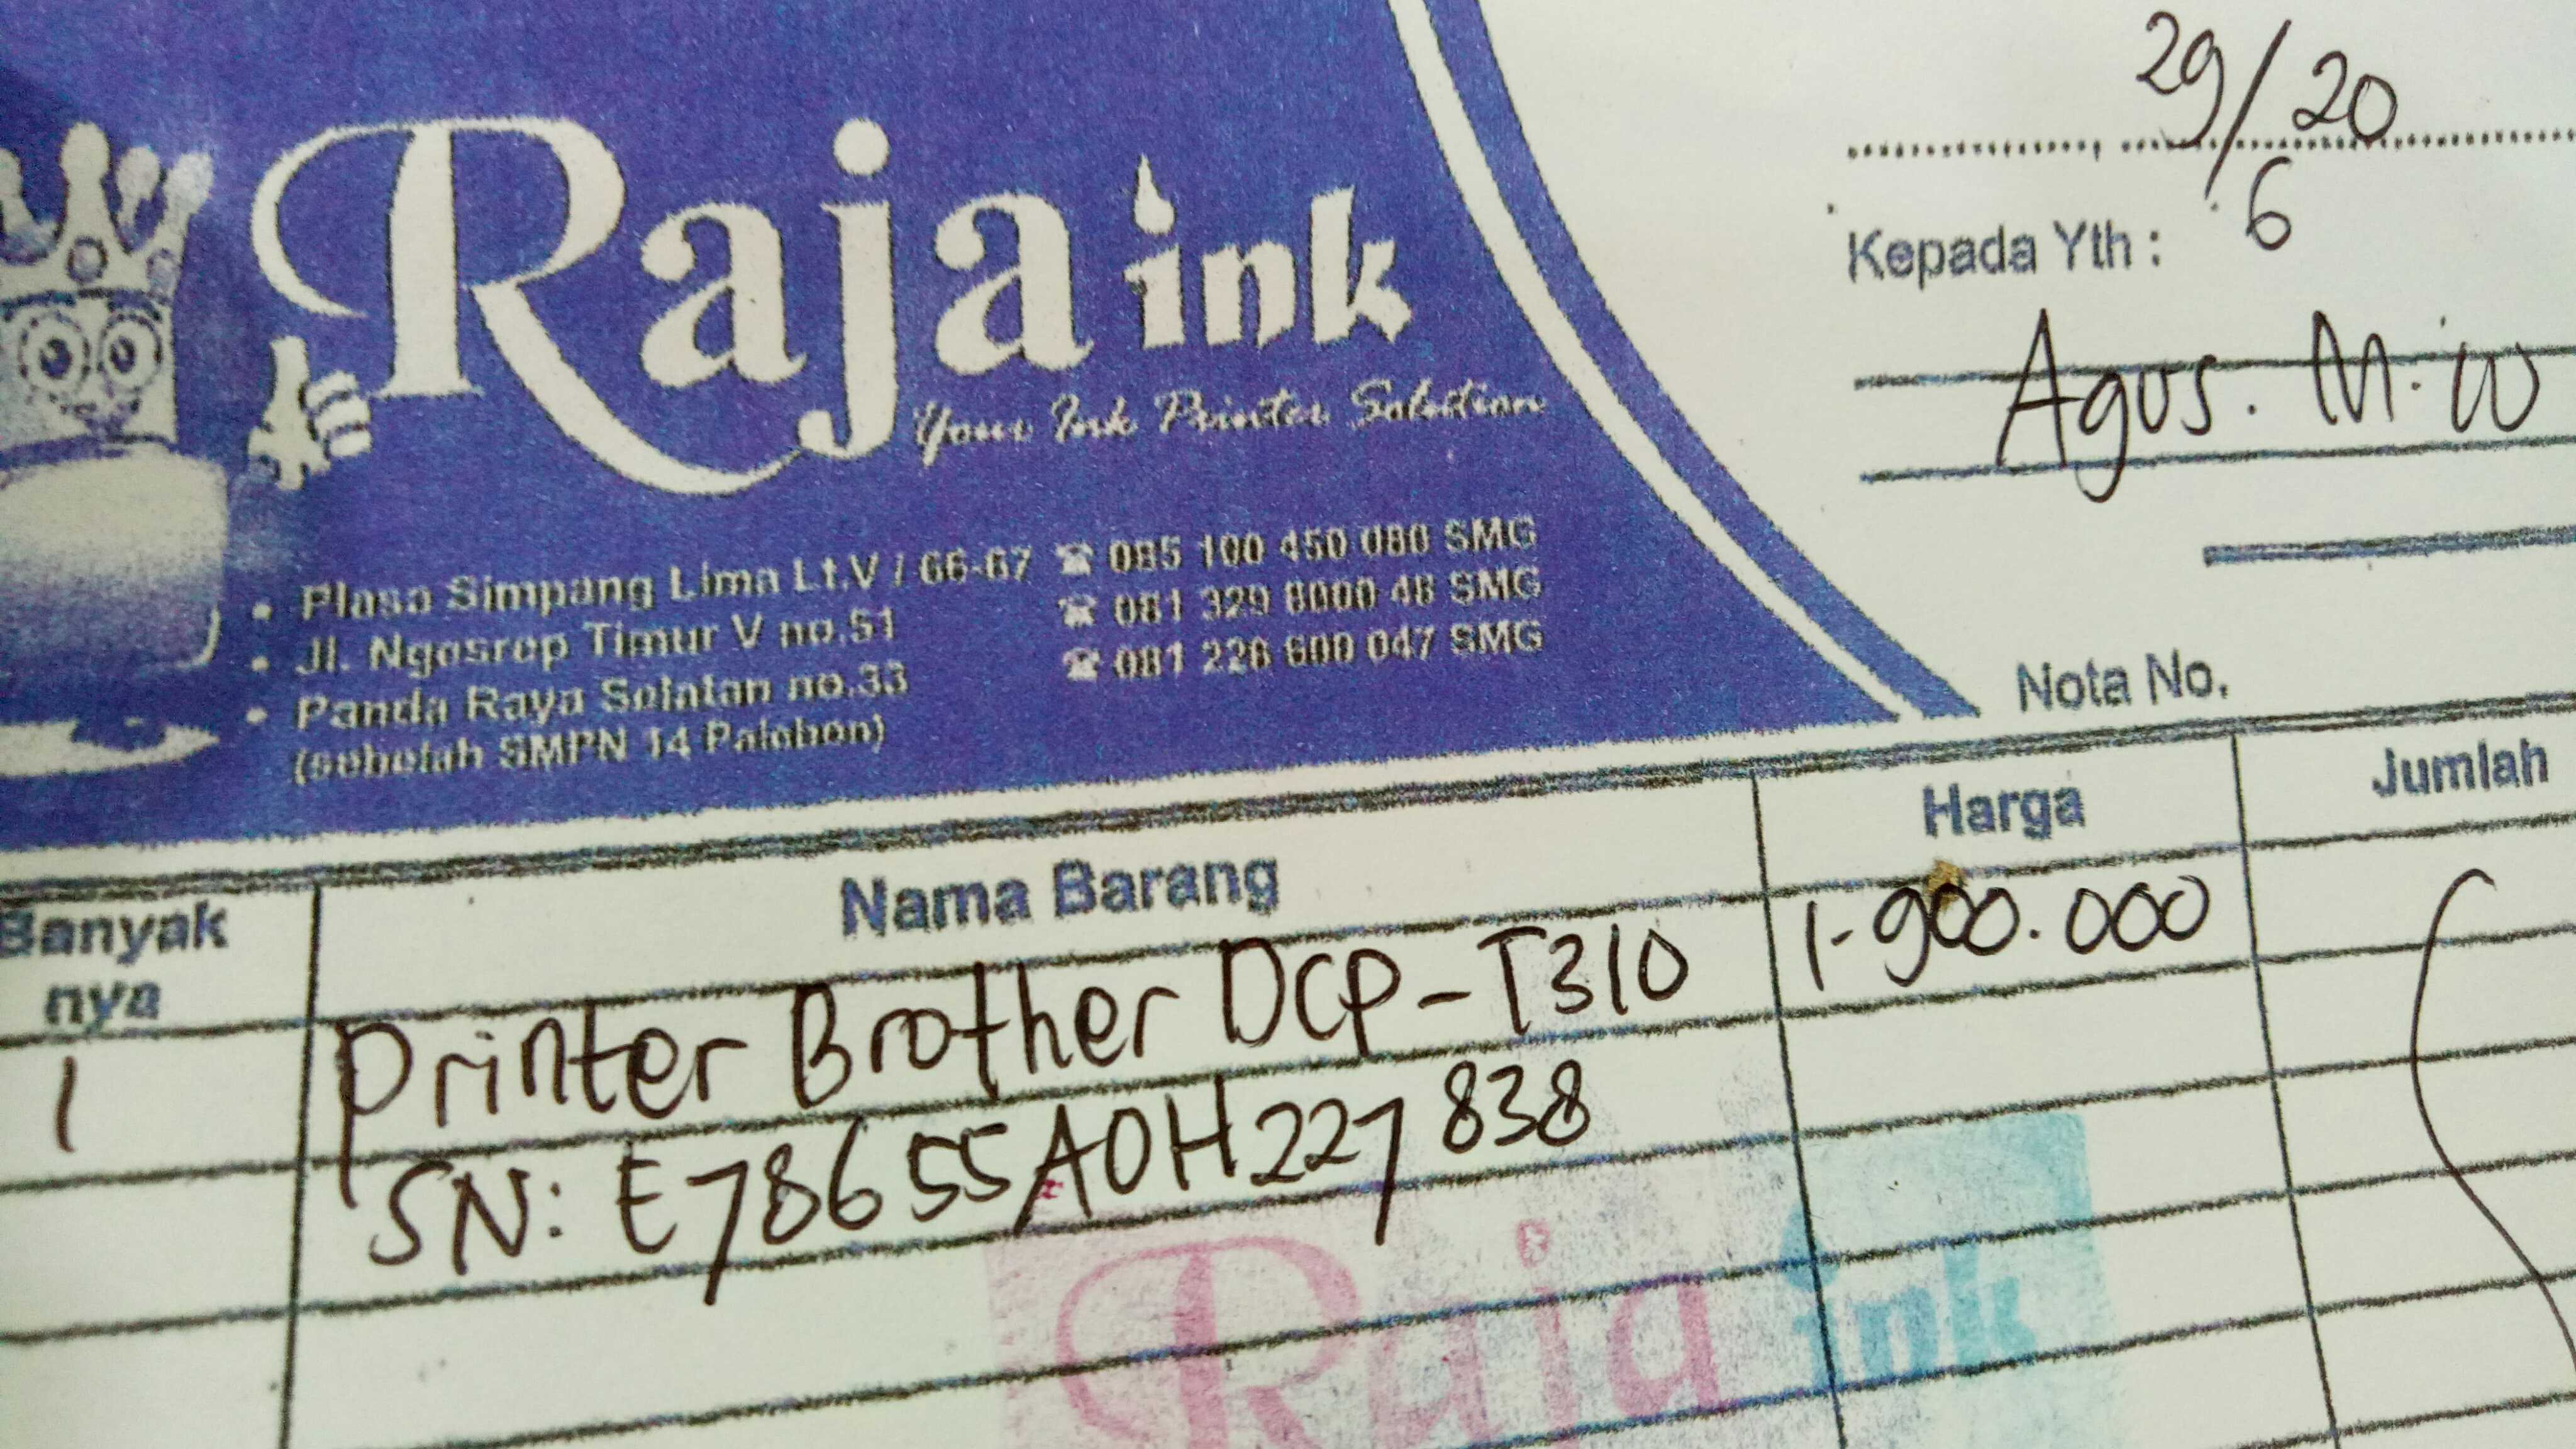 Raja ink
Your Ink Printer Solution
• Plasa Simpang Lima Lt.V / 66-67 ☎ 085 100 450 080 SMG
• Jl. Ngesrep Timur V no.51 ☎ 081 329 8000 48 SMG
• Panda Raya Selatan no.33 ☎ 081 228 600 047 SMG
(sebelah SMPN 14 Palebon)
29/6 20
Kepada Yth :
Agus. M. W
Nota No.
Banyak nya Nama Barang Harga Jumlah
1 Printer Brother DCP-T310 1.900.000
SN: E78655A0H227838
Raja ink